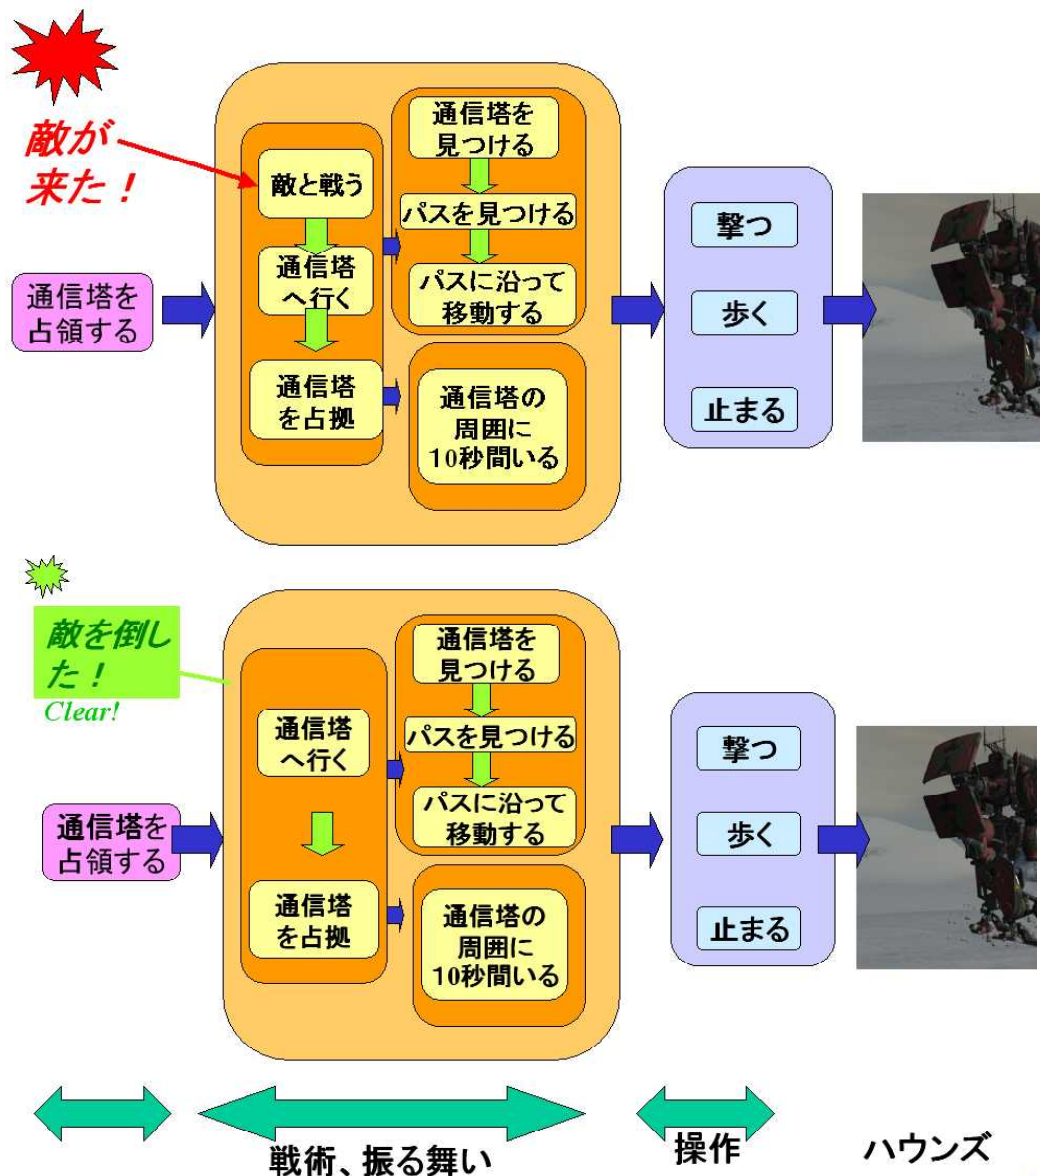 敵が
来た！
通信塔を
占領する
敵と戦う
通信塔
へ行く
通信塔
を占拠
通信塔を
見つける
パスを見つける
パスに沿って
移動する
通信塔の
周囲に
10秒間いる
撃つ
歩く
止まる
敵を倒し
た！
Clear!
通信塔を
占領する
通信塔
へ行く
通信塔
を占拠
通信塔を
見つける
パスを見つける
パスに沿って
移動する
通信塔の
周囲に
10秒間いる
撃つ
歩く
止まる
戦術、振る舞い
操作
ハウンズ